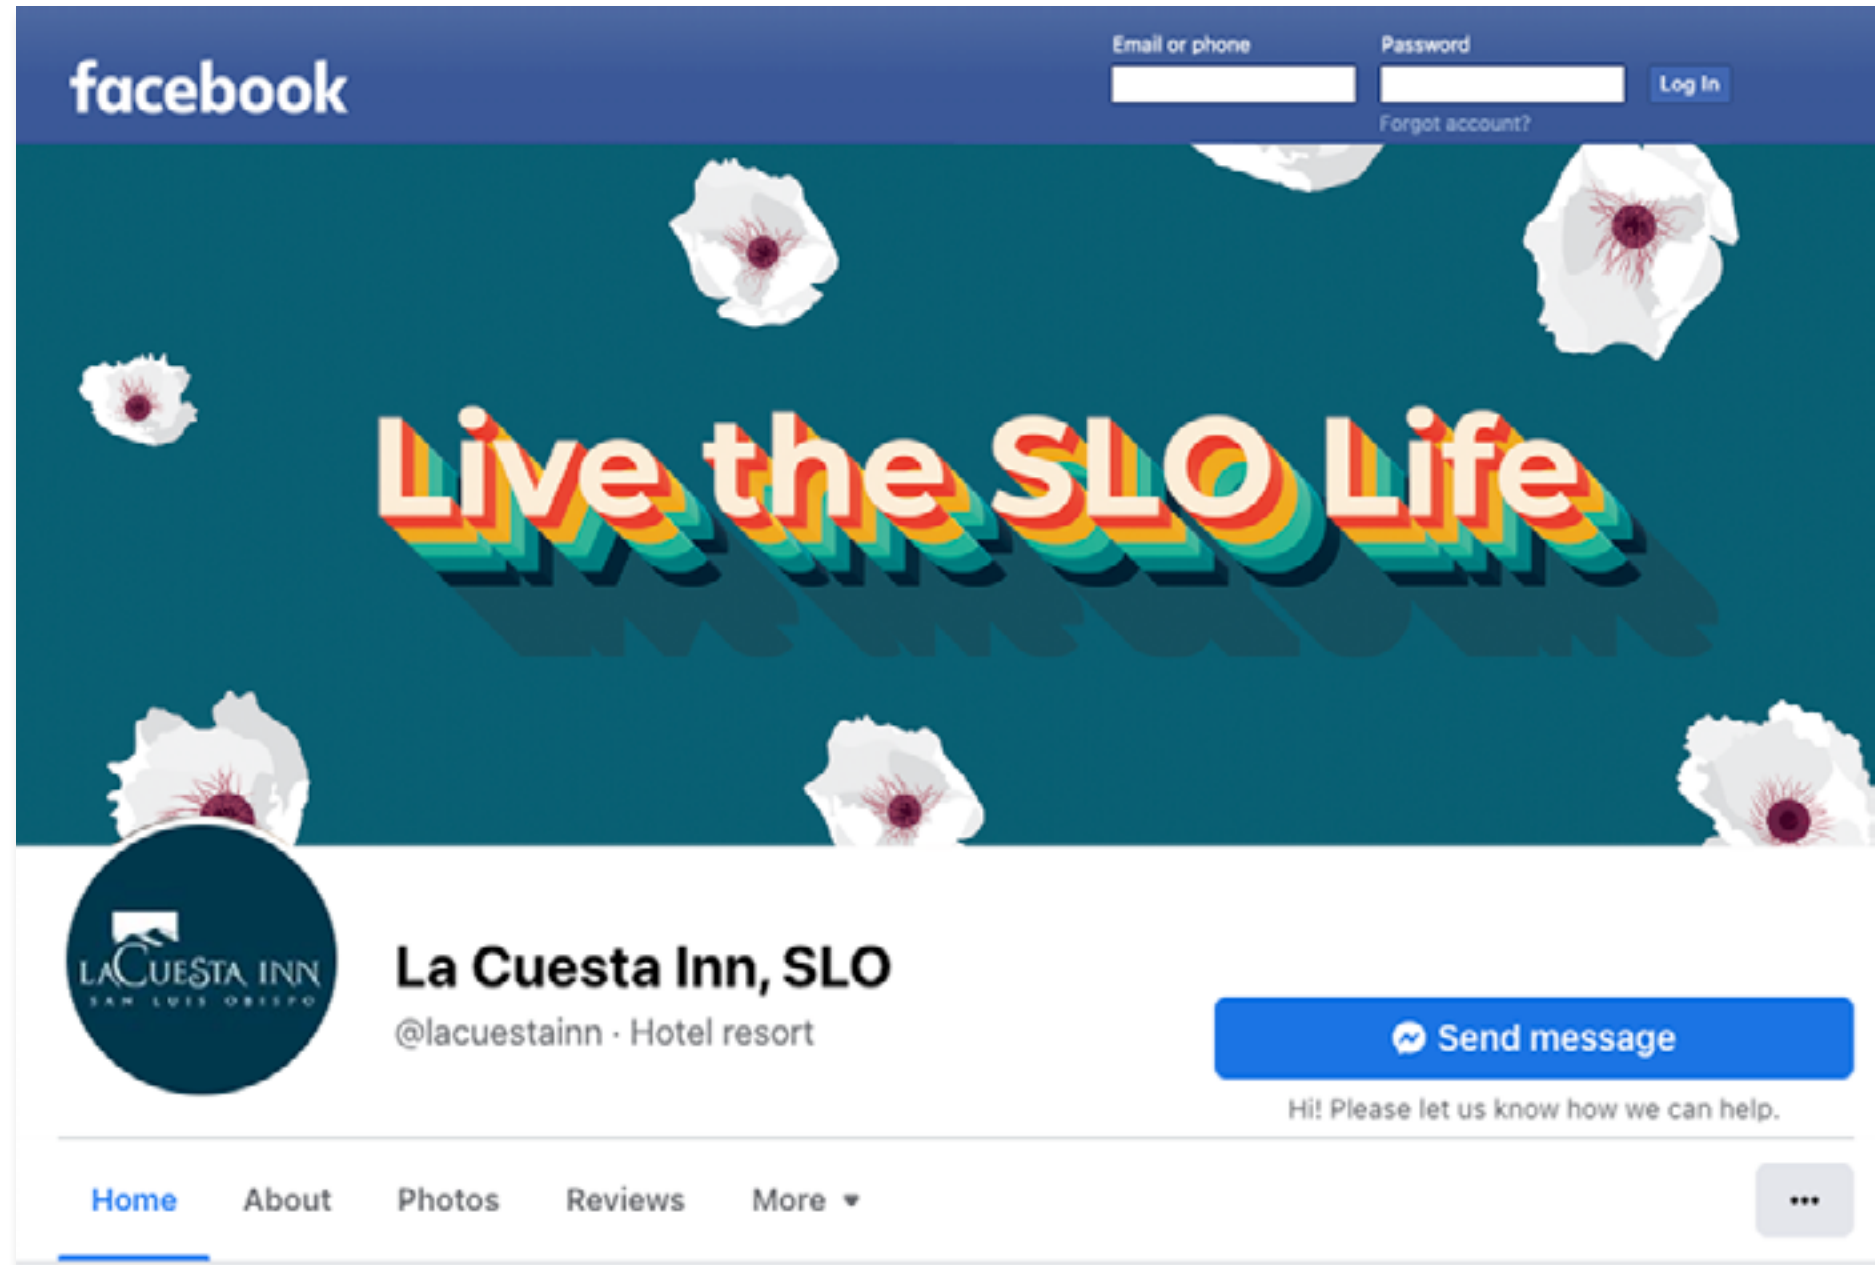 facebook
Email or phone
Password
Log In
Forgot account?
Live the SLO Life
LACUESTA INN
SAN LUIS OBISPO
La Cuesta Inn, SLO
@lacuestainn · Hotel resort
Send message
Hi! Please let us know how we can help.
Home About Photos Reviews More